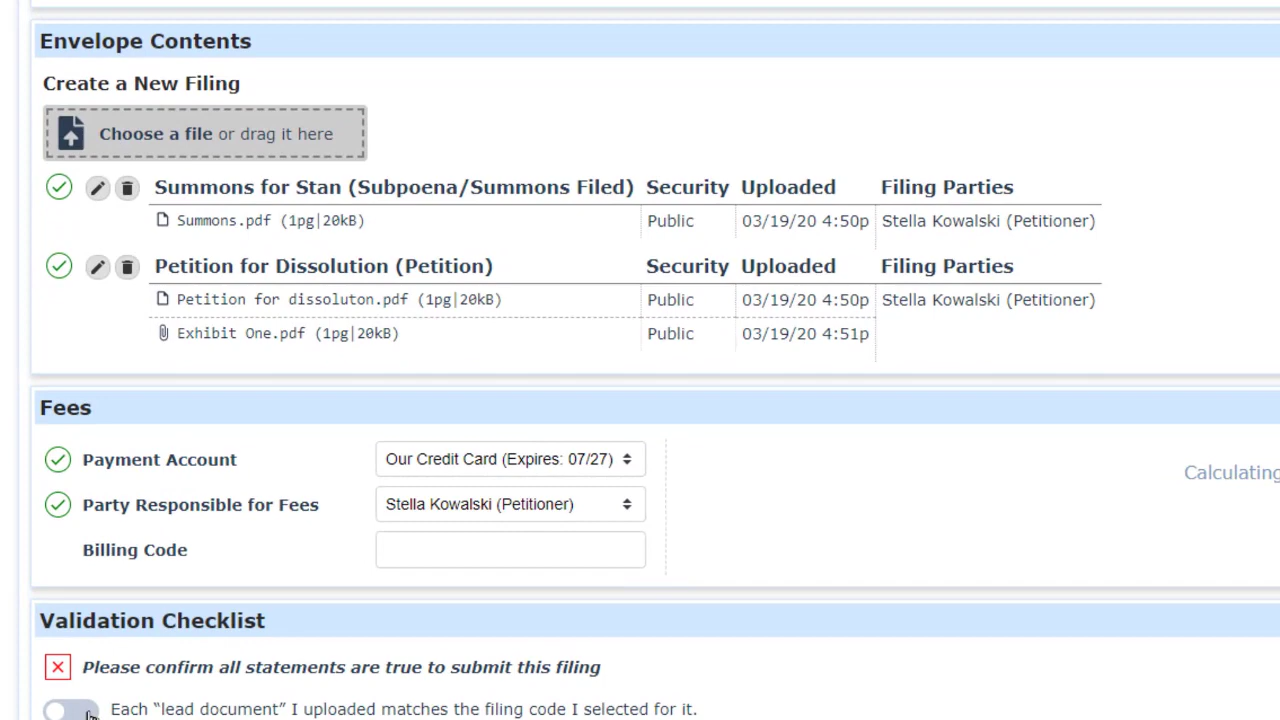 Envelope Contents
Create a New Filing
Choose a file or drag it here
Summons for Stan (Subpoena/Summons Filed) Security Uploaded Filing Parties
Summons.pdf (1pg|20kB) Public 03/19/20 4:50p Stella Kowalski (Petitioner)
Petition for Dissolution (Petition) Security Uploaded Filing Parties
Petition for dissoluton.pdf (1pg|20kB) Public 03/19/20 4:50p Stella Kowalski (Petitioner)
Exhibit One.pdf (1pg|20kB) Public 03/19/20 4:51p
Fees
Payment Account Our Credit Card (Expires: 07/27)
Calculating
Party Responsible for Fees Stella Kowalski (Petitioner)
Billing Code
Validation Checklist
Please confirm all statements are true to submit this filing
Each “lead document” I uploaded matches the filing code I selected for it.